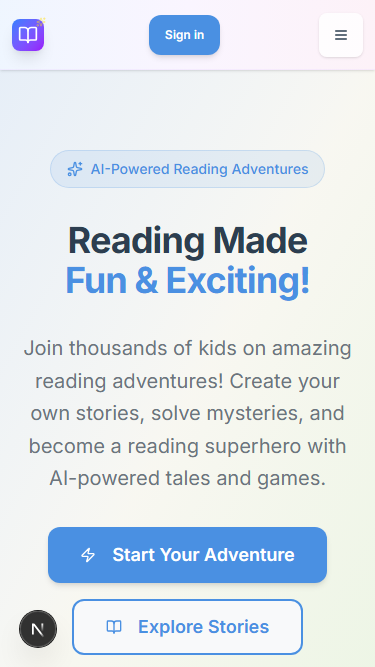 Sign in
AI-Powered Reading Adventures
Reading Made
Fun & Exciting!
Join thousands of kids on amazing
reading adventures! Create your
own stories, solve mysteries, and
become a reading superhero with
AI-powered tales and games.
Start Your Adventure
Explore Stories
N